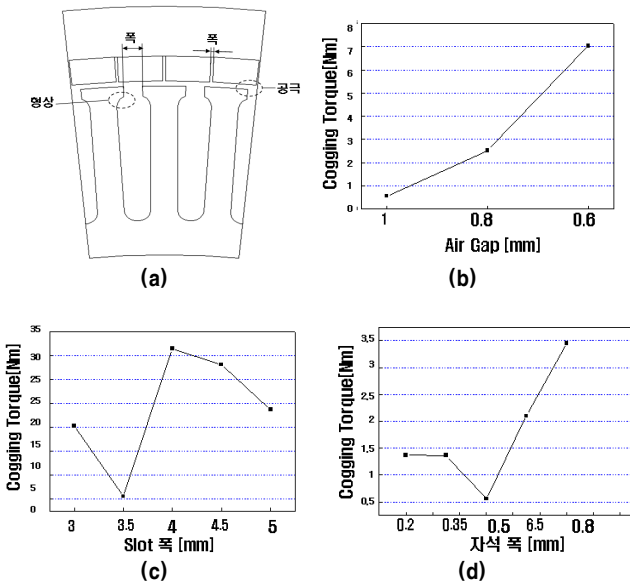 폭
폭
형상
공극
(a)
Cogging Torque[Nm]
8
7
6
5
4
3
2
1
0
1
0.8
0.6
Air Gap [mm]
(b)
Cogging Torque[Nm]
35
30
25
25
20
15
10
5
0
3
3.5
4
4.5
5
Slot 폭 [mm]
(c)
Cogging Torque[Nm]
3,5
3
2,5
2
1,5
1
0,5
0.2
0.35
0.5
6.5
0.8
자석 폭 [mm]
(d)